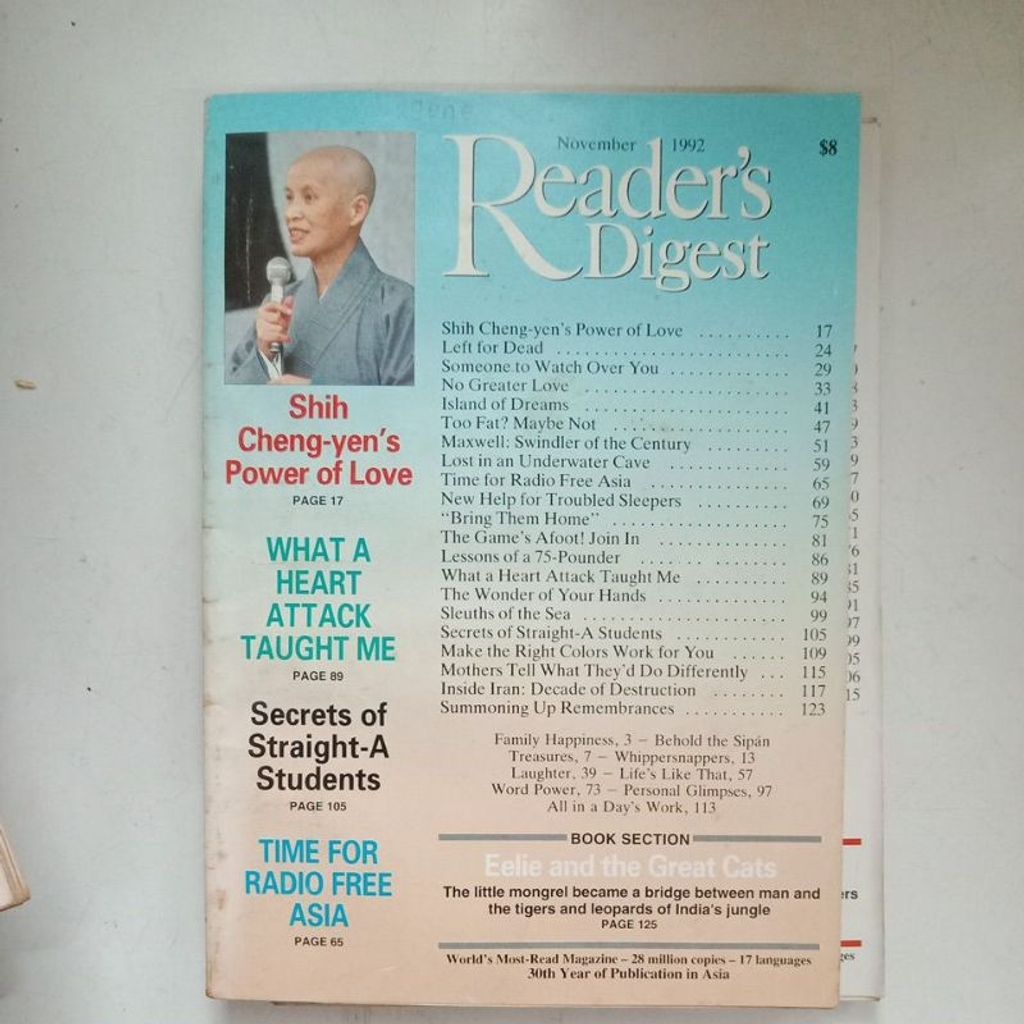 November 1992
$8
Reader's
Digest
Shih
Cheng-yen's
Power of Love
PAGE 17
WHAT A
HEART
ATTACK
TAUGHT ME
PAGE 89
Secrets of
Straight-A
Students
PAGE 105
TIME FOR
RADIO FREE
ASIA
PAGE 65
Shih Cheng-yen's Power of Love .......... 17
Left for Dead .......................... 24
Someone to Watch Over You ............. 29
No Greater Love ....................... 33
Island of Dreams ....................... 41
Too Fat? Maybe Not .................... 47
Maxwell: Swindler of the Century .......... 51
Lost in an Underwater Cave ............. 59
Time for Radio Free Asia ............... 65
New Help for Troubled Sleepers .......... 69
"Bring Them Home" .................... 75
The Game's Afoot! Join In .............. 81
Lessons of a 75-Pounder ............... 86
What a Heart Attack Taught Me .......... 89
The Wonder of Your Hands .............. 94
Sleuths of the Sea ....................... 99
Secrets of Straight-A Students ............ 105
Make the Right Colors Work for You ...... 109
Mothers Tell What They'd Do Differently ... 115
Inside Iran: Decade of Destruction ........ 117
Summoning Up Remembrances ........... 123
Family Happiness, 3 – Behold the Sipán
Treasures, 7 – Whippersnappers, 13
Laughter, 39 – Life's Like That, 57
Word Power, 73 – Personal Glimpses, 97
All in a Day's Work, 113
BOOK SECTION
Eelie and the Great Cats
The little mongrel became a bridge between man and
the tigers and leopards of India's jungle
PAGE 125
World's Most-Read Magazine – 28 million copies – 17 languages
30th Year of Publication in Asia